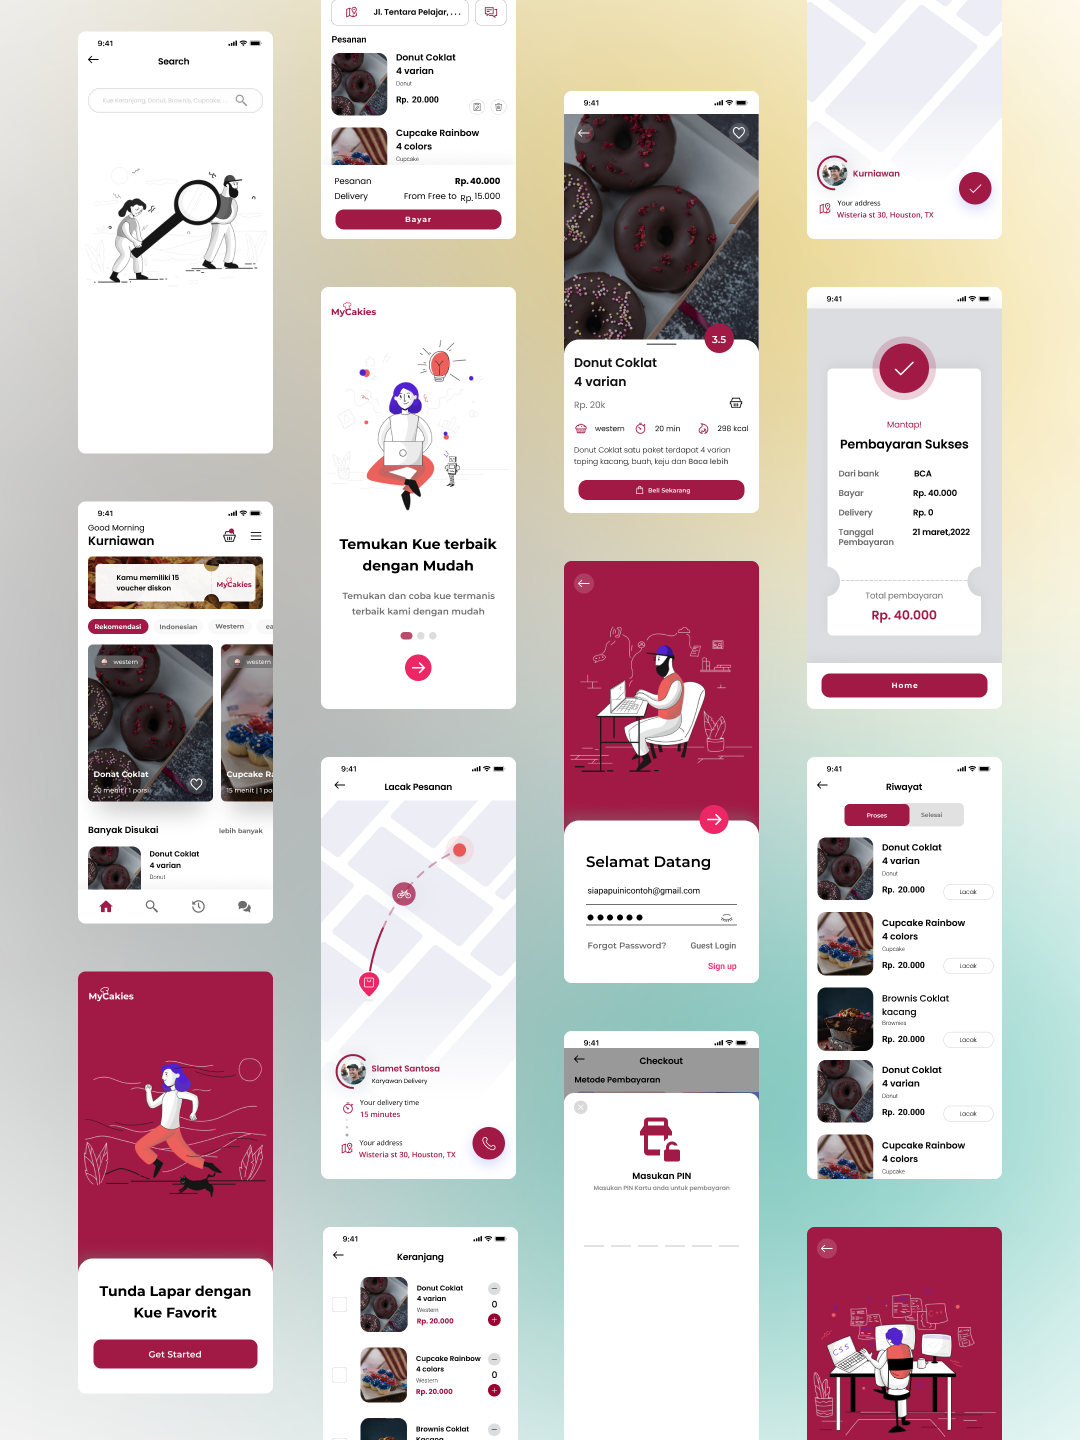 9:41
Search
Kue Keranjang, Donut, Brownis, Cupcake...
9:41
Good Morning
Kurniawan
Kamu memiliki 15
voucher diskon
MyCakies
Rekomendasi
Indonesian
Western
ea
western
western
Donat Coklat
20 menit | 1 pors
Cupcake Ra
15 menit | 1 po
Banyak Disukai
lebih banyak
Donut Coklat
4 varian
Donut
MyCakies
Tunda Lapar dengan
Kue Favorit
Get Started
Jl. Tentara Pelajar, . . .
Pesanan
Donut Coklat
4 varian
Donut
Rp. 20.000
Cupcake Rainbow
4 colors
Cupcake
Pesanan
Rp. 40.000
Delivery
From Free to Rp.15.000
Bayar
MyCakies
Temukan Kue terbaik
dengan Mudah
Temukan dan coba kue termanis
terbaik kami dengan mudah
9:41
Lacak Pesanan
Slamet Santosa
Karyawan Delivery
Your delivery time
15 minutes
Your address
Wisteria st 30, Houston, TX
9:41
Keranjang
Donut Coklat
4 varian
Western
Rp. 20.000
0
Cupcake Rainbow
4 colors
Western
Rp. 20.000
0
Brownis Coklat
Kacang
9:41
3.5
Donut Coklat
4 varian
Rp. 20k
western
20 min
298 kcal
Donut Coklat satu paket terdapat 4 varian
toping kacang, buah, keju dan Baca lebih
Beli Sekarang
Selamat Datang
siapapuinicontoh@gmail.com
Forgot Password?
Guest Login
Sign up
9:41
Checkout
Metode Pembayaran
Masukan PIN
Masukan PIN Kartu anda untuk pembayaran
Kurniawan
Your address
Wisteria st 30, Houston, TX
9:41
Mantap!
Pembayaran Sukses
Dari bank
BCA
Bayar
Rp. 40.000
Delivery
Rp. 0
Tanggal
Pembayaran
21 maret,2022
Total pembayaran
Rp. 40.000
Home
9:41
Riwayat
Proses
Selesai
Donut Coklat
4 varian
Donut
Rp. 20.000
Lacak
Cupcake Rainbow
4 colors
Cupcake
Rp. 20.000
Lacak
Brownis Coklat
kacang
Brownies
Rp. 20.000
Lacak
Donut Coklat
4 varian
Donut
Rp. 20.000
Lacak
Cupcake Rainbow
4 colors
Cupcake
C++
CSS